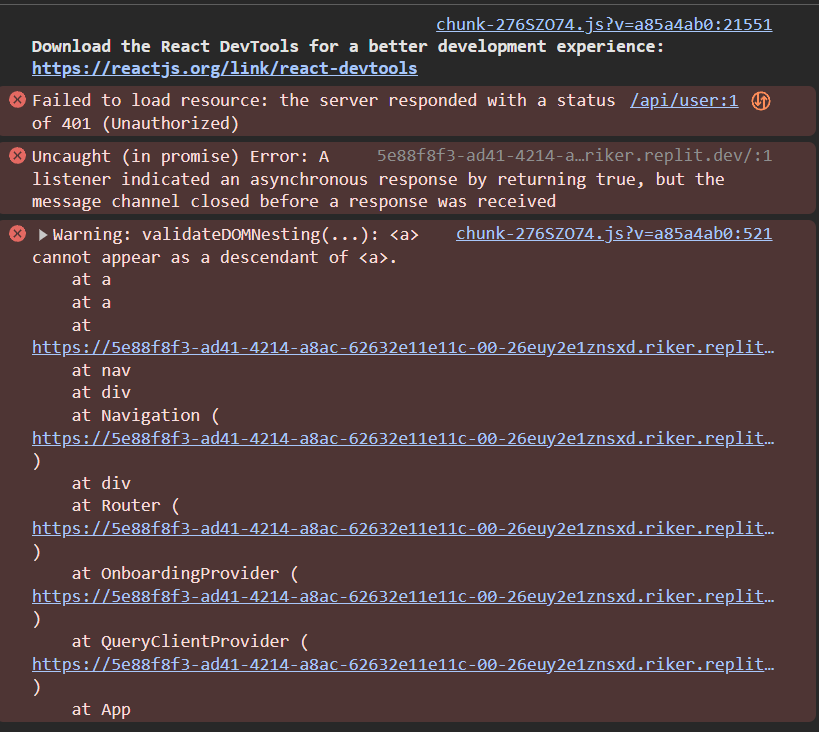 chunk-276SZO74.js?v=a85a4ab0:21551
Download the React DevTools for a better development experience:
https://reactjs.org/link/react-devtools
Failed to load resource: the server responded with a status /api/user:1
of 401 (Unauthorized)
Uncaught (in promise) Error: A 5e88f8f3-ad41-4214-a…riker.replit.dev/:1
listener indicated an asynchronous response by returning true, but the
message channel closed before a response was received
▶Warning: validateDOMNesting(...): <a> chunk-276SZO74.js?v=a85a4ab0:521
cannot appear as a descendant of <a>.
at a
at a
at
https://5e88f8f3-ad41-4214-a8ac-62632e11e11c-00-26euy2e1znsxd.riker.replit…
at nav
at div
at Navigation (
https://5e88f8f3-ad41-4214-a8ac-62632e11e11c-00-26euy2e1znsxd.riker.replit…
)
at div
at Router (
https://5e88f8f3-ad41-4214-a8ac-62632e11e11c-00-26euy2e1znsxd.riker.replit…
)
at OnboardingProvider (
https://5e88f8f3-ad41-4214-a8ac-62632e11e11c-00-26euy2e1znsxd.riker.replit…
)
at QueryClientProvider (
https://5e88f8f3-ad41-4214-a8ac-62632e11e11c-00-26euy2e1znsxd.riker.replit…
)
at App